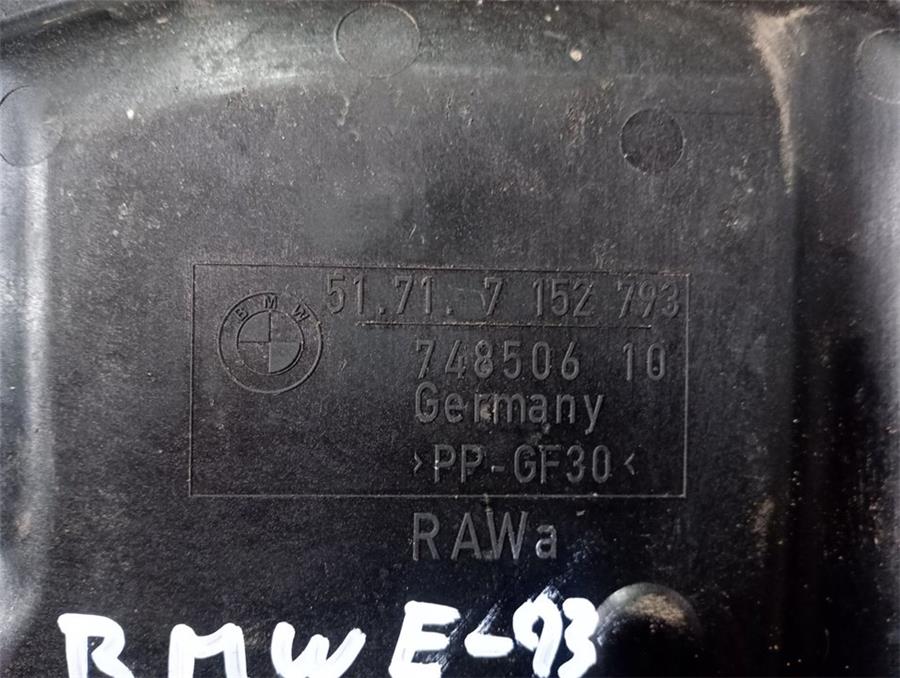 51.71. 7 152 793
BMW
748506 10
Germany
>PP-GF30<
RAWa
BMW E-93